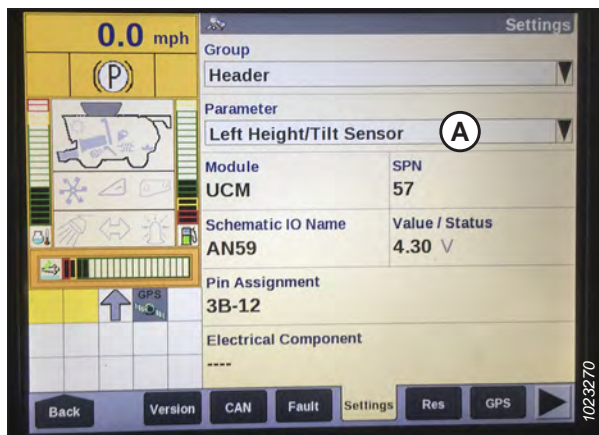 0.0 mph
(P)
GPS
Settings
Group
Header
Parameter
Left Height/Tilt Sensor
A
Module
UCM
SPN
57
Schematic IO Name
AN59
Value / Status
4.30 V
Pin Assignment
3B-12
Electrical Component
----
Back
Version
CAN
Fault
Settings
Res
GPS
1023270